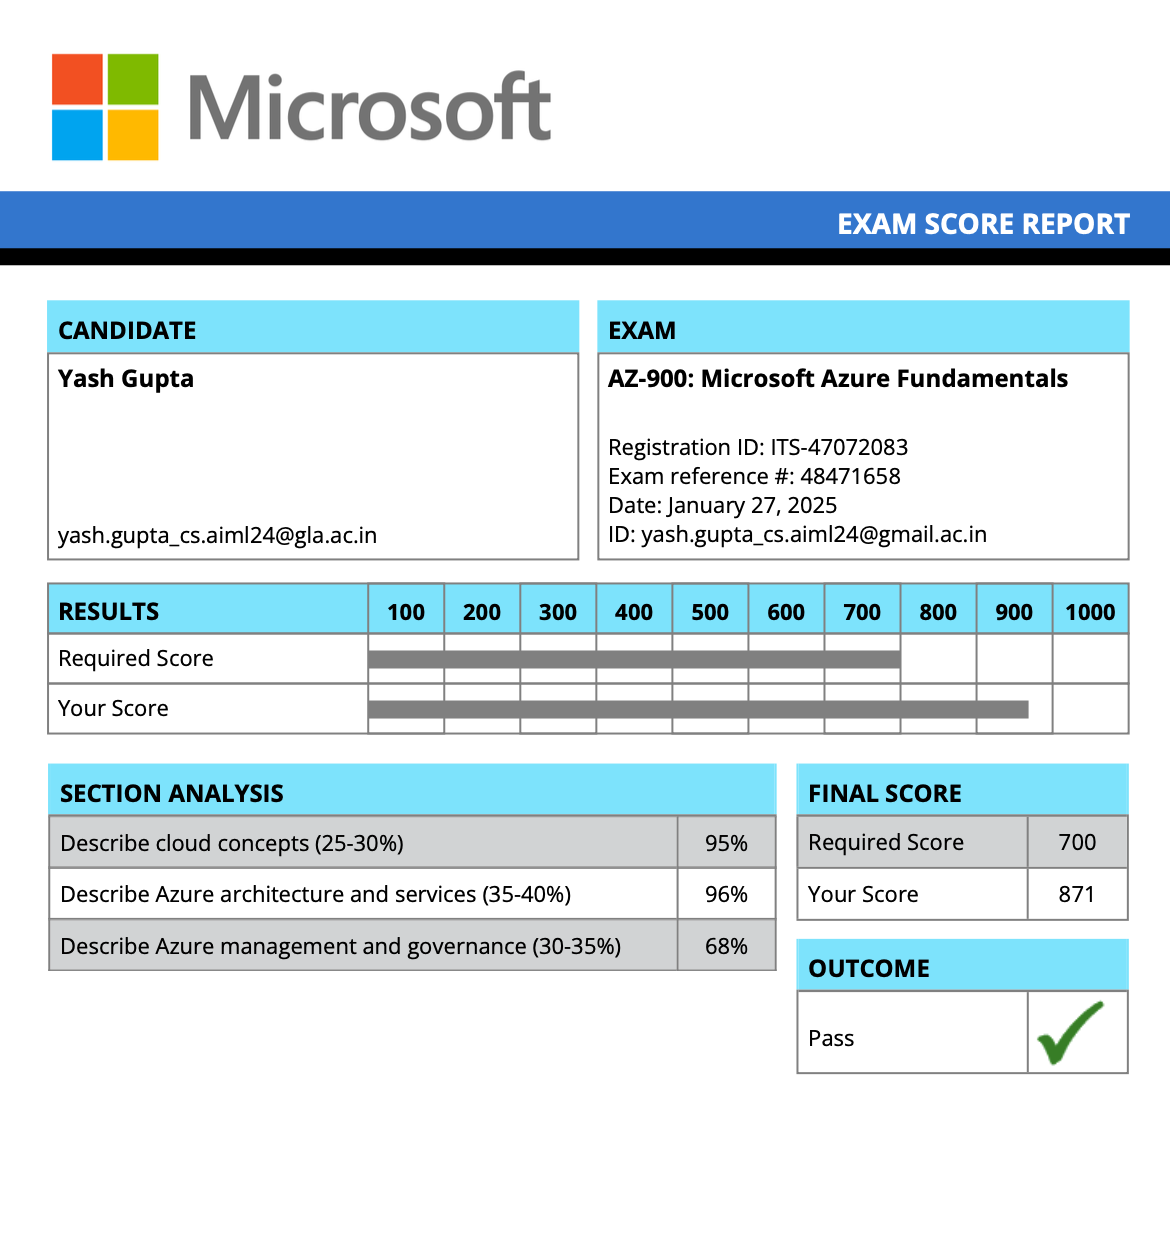 Microsoft
EXAM SCORE REPORT
CANDIDATE
Yash Gupta
yash.gupta_cs.aiml24@gla.ac.in
EXAM
AZ-900: Microsoft Azure Fundamentals
Registration ID: ITS-47072083
Exam reference #: 48471658
Date: January 27, 2025
ID: yash.gupta_cs.aiml24@gmail.ac.in
RESULTS 100 200 300 400 500 600 700 800 900 1000
Required Score
Your Score
SECTION ANALYSIS
Describe cloud concepts (25-30%) 95%
Describe Azure architecture and services (35-40%) 96%
Describe Azure management and governance (30-35%) 68%
FINAL SCORE
Required Score 700
Your Score 871
OUTCOME
Pass